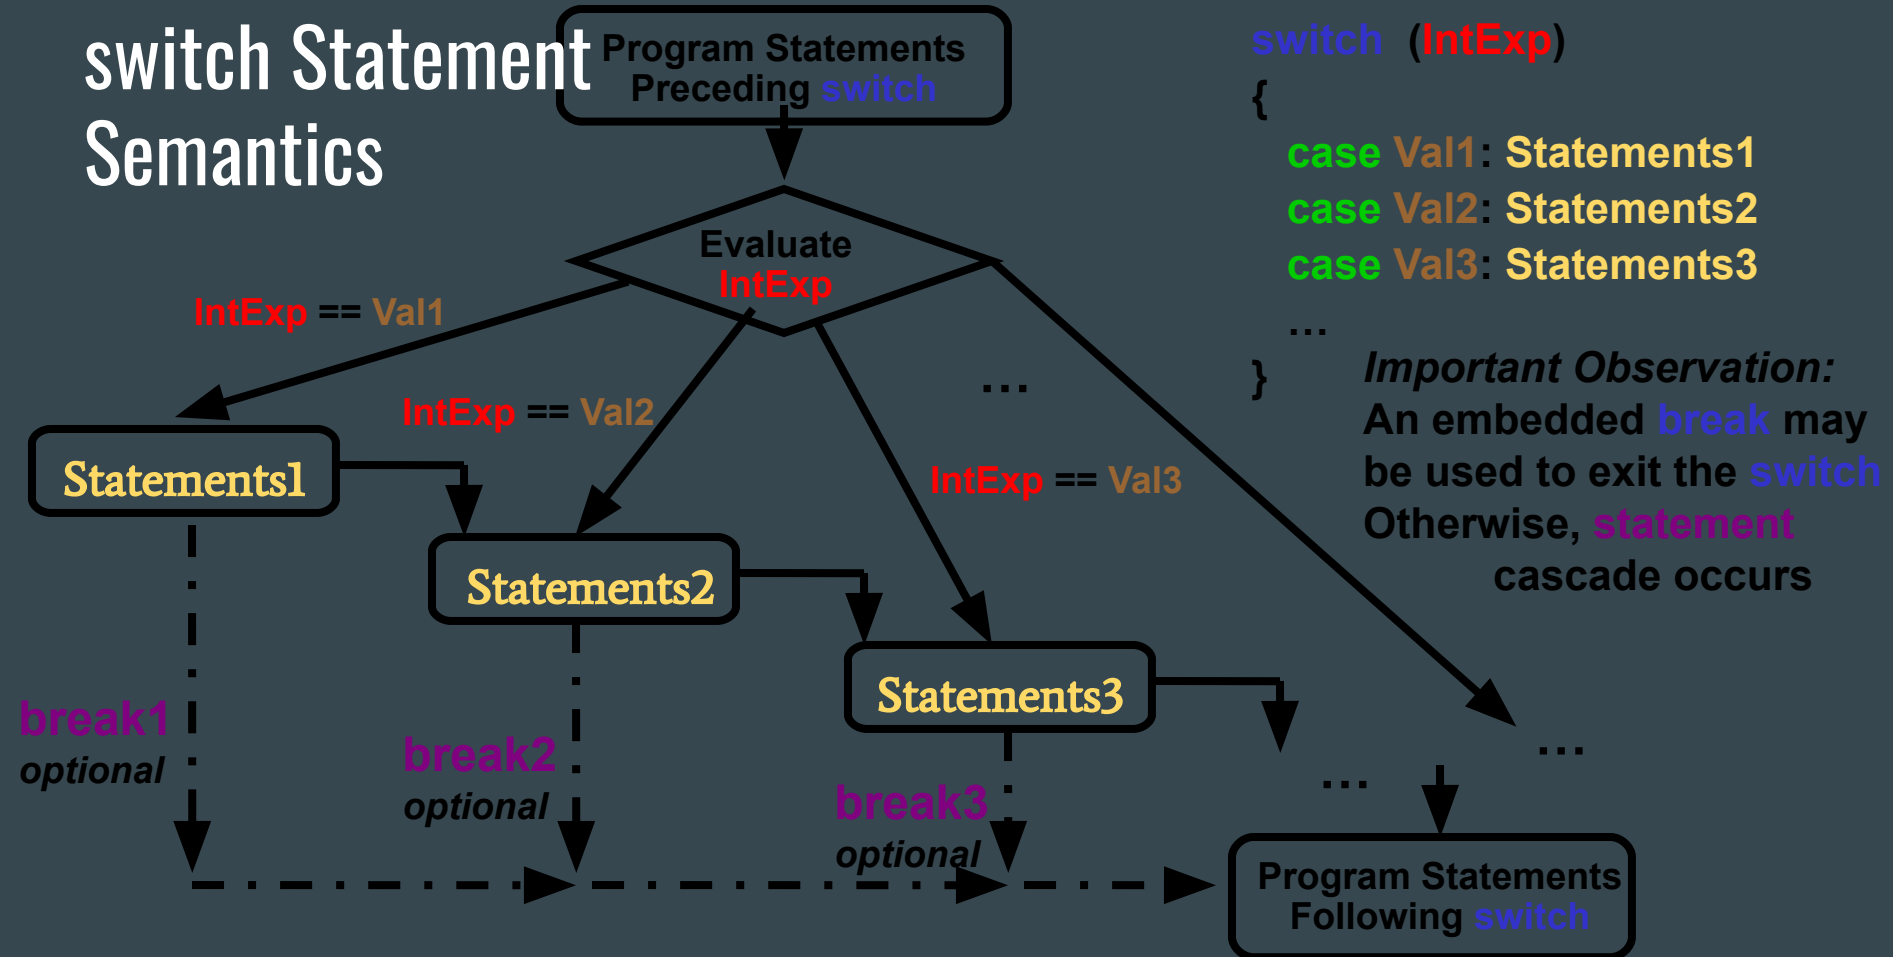 switch Statement
Semantics
Program Statements
Preceding switch
switch (IntExp)
{
case Val1: Statements1
case Val2: Statements2
case Val3: Statements3
…
}
Important Observation:
An embedded break may
be used to exit the switch
Otherwise, statement
cascade occurs
Evaluate
IntExp
IntExp == Val1
IntExp == Val2
…
IntExp == Val3
Statements1
Statements2
Statements3
break1
optional
break2
optional
break3
optional
…
…
Program Statements
Following switch